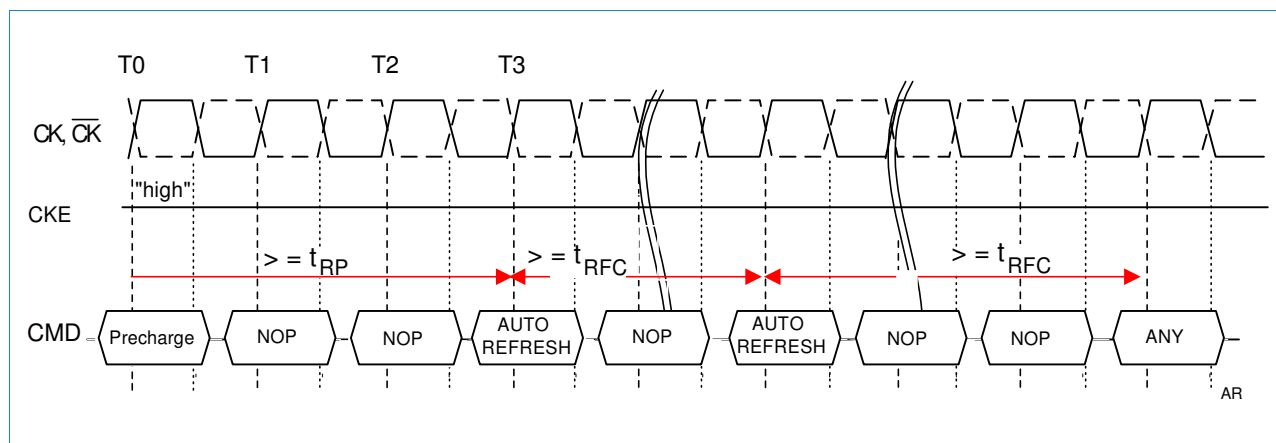 T0 T1 T2 T3
CK, CK
"high"
CKE
> = tRP > = tRFC > = tRFC
CMD Precharge NOP NOP AUTO REFRESH NOP AUTO REFRESH NOP NOP ANY
AR